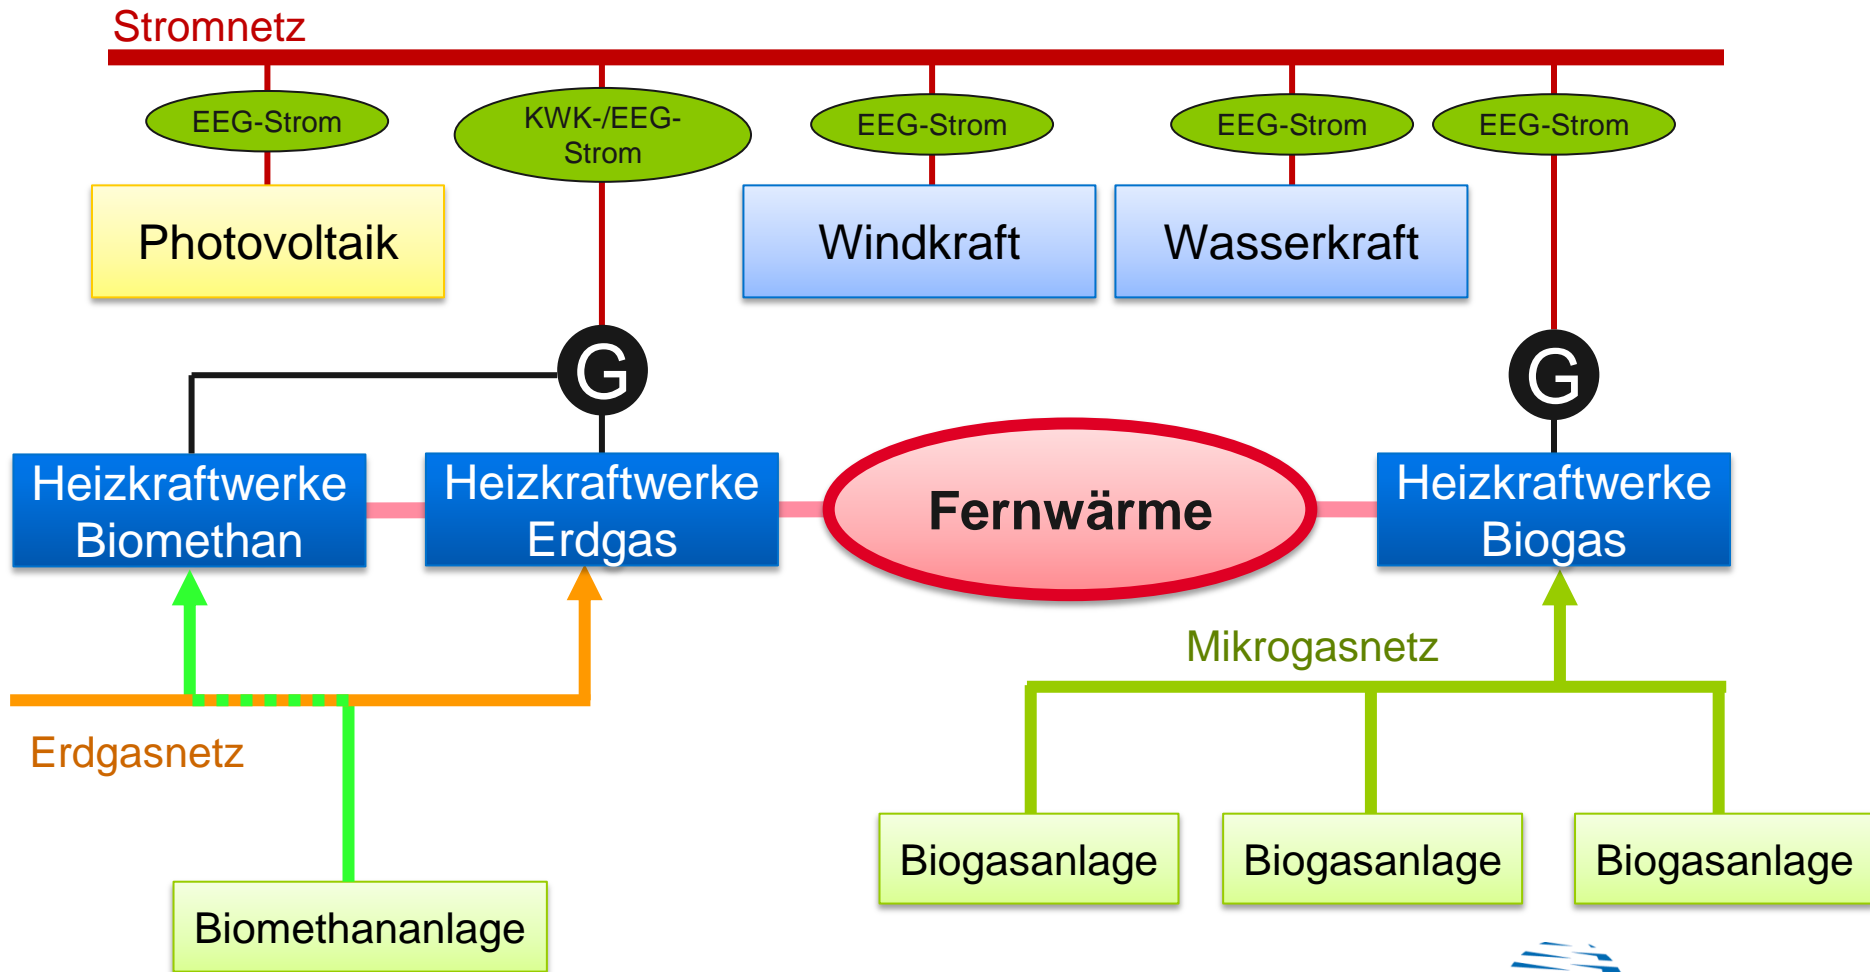 Stromnetz
EEG-Strom
KWK-/EEG-
Strom
EEG-Strom
EEG-Strom
EEG-Strom
Photovoltaik
Windkraft
Wasserkraft
G
G
Heizkraftwerke
Biomethan
Heizkraftwerke
Erdgas
Fernwärme
Heizkraftwerke
Biogas
Mikrogasnetz
Erdgasnetz
Biogasanlage
Biogasanlage
Biogasanlage
Biomethananlage